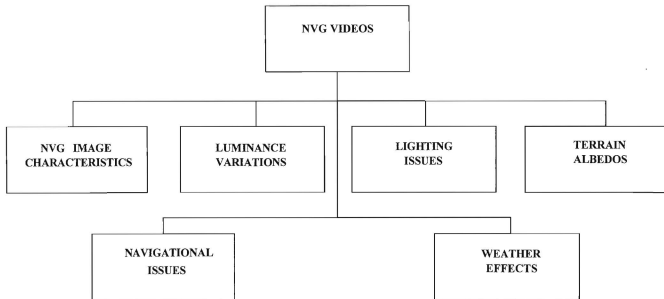 NVG VIDEOS
NVG IMAGE
CHARACTERISTICS
LUMINANCE
VARIATIONS
LIGHTING
ISSUES
TERRAIN
ALBEDOS
NAVIGATIONAL
ISSUES
WEATHER
EFFECTS